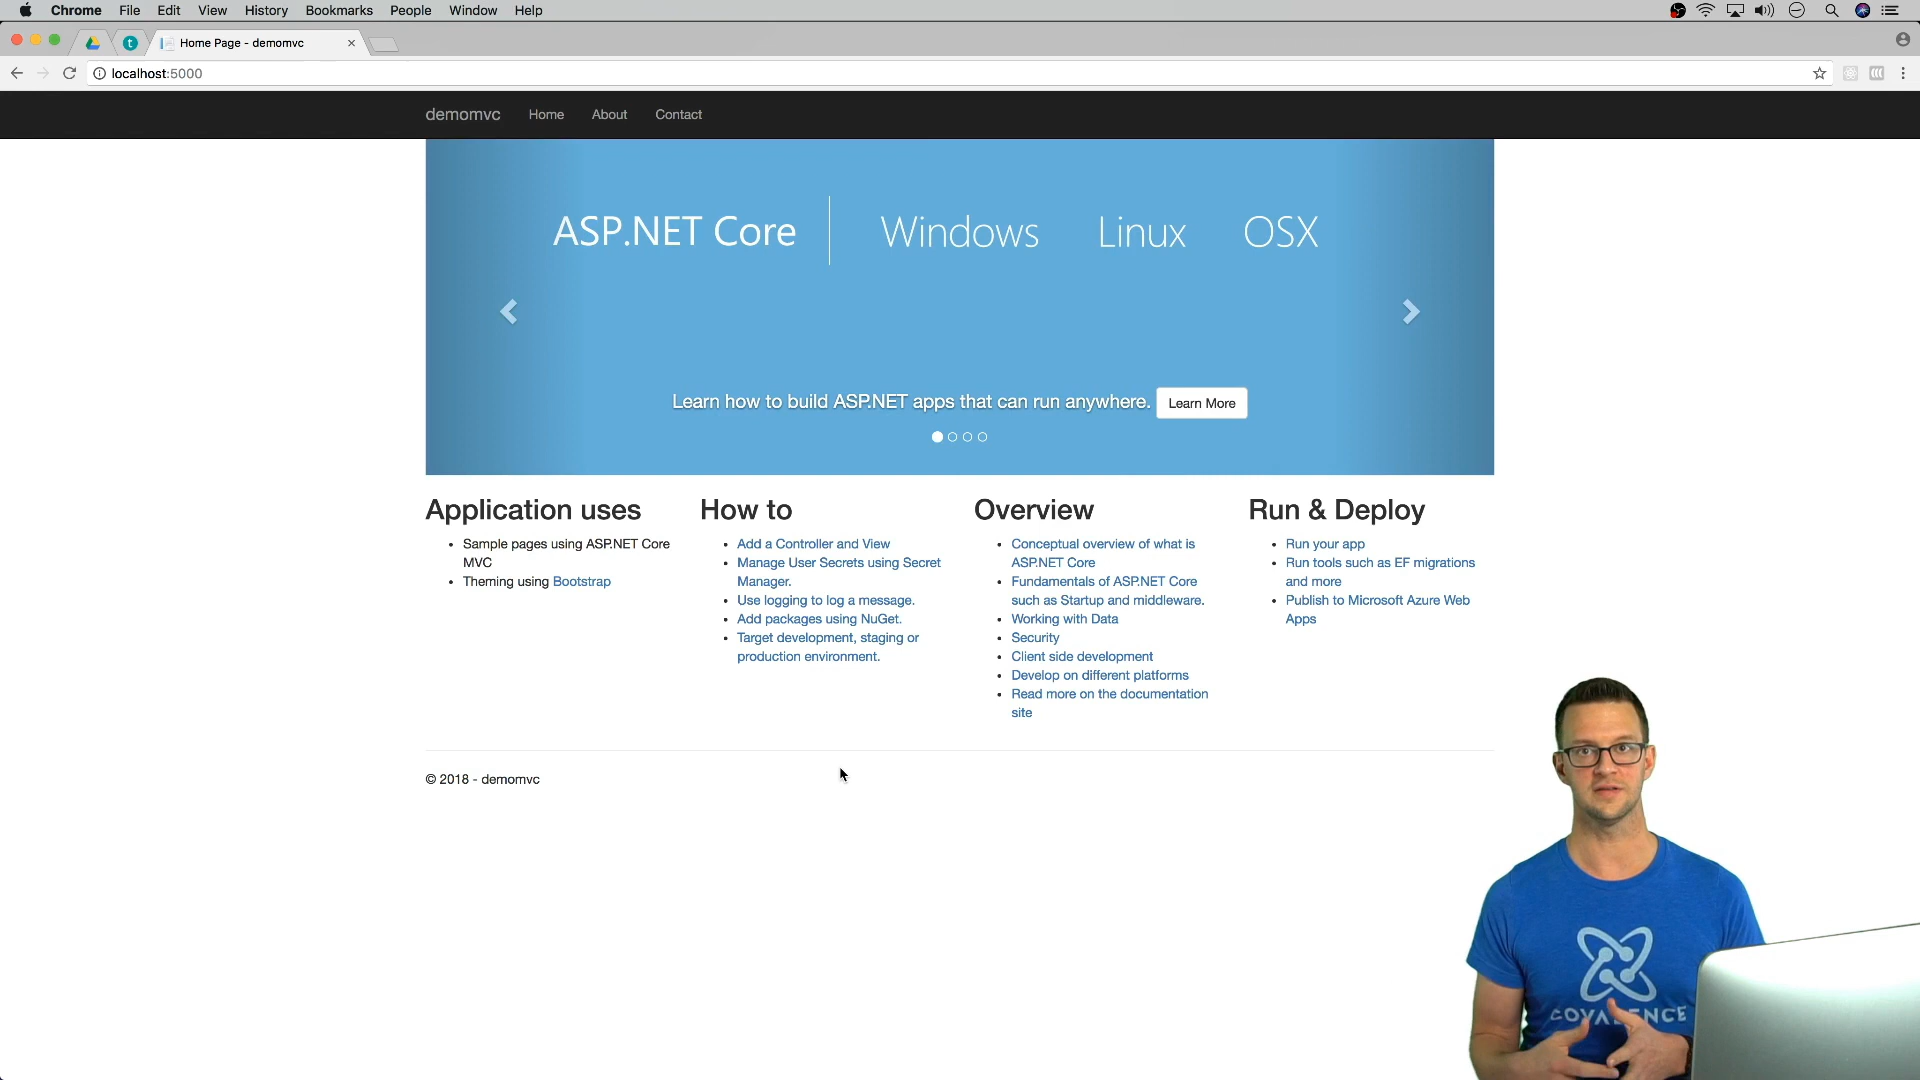 Chrome File Edit View History Bookmarks People Window Help
t Home Page - demomvc
localhost:5000
demomvc Home About Contact
ASP.NET Core Windows Linux OSX
Learn how to build ASP.NET apps that can run anywhere. Learn More
Application uses
Sample pages using ASP.NET Core
MVC
Theming using Bootstrap
How to
Add a Controller and View
Manage User Secrets using Secret
Manager.
Use logging to log a message.
Add packages using NuGet.
Target development, staging or
production environment.
Overview
Conceptual overview of what is
ASP.NET Core
Fundamentals of ASP.NET Core
such as Startup and middleware.
Working with Data
Security
Client side development
Develop on different platforms
Read more on the documentation
site
Run & Deploy
Run your app
Run tools such as EF migrations
and more
Publish to Microsoft Azure Web
Apps
© 2018 - demomvc
COVALENCE